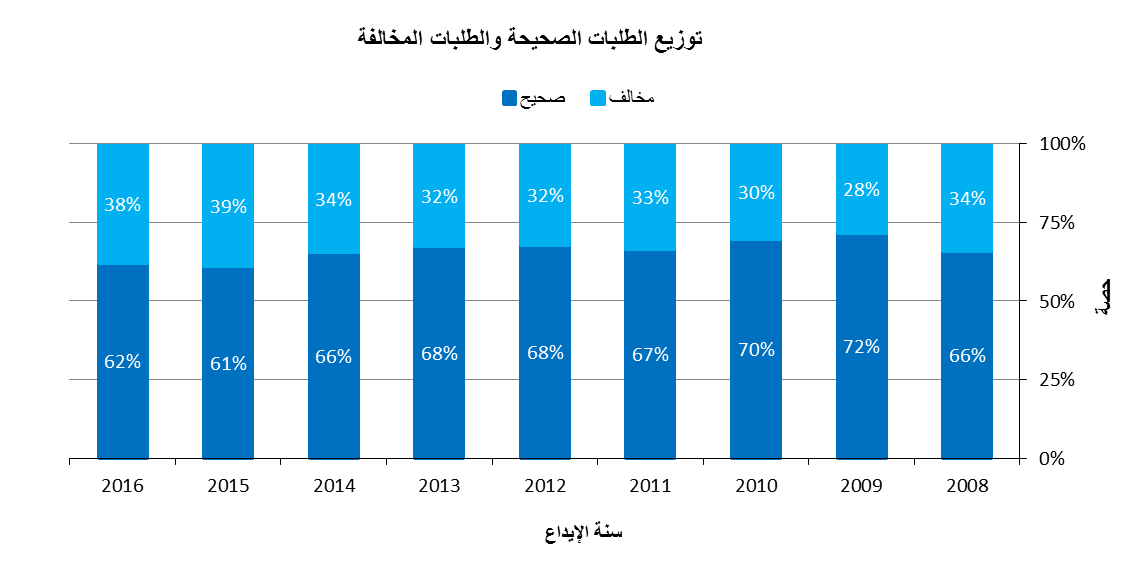 توزيع الطلبات الصحيحة والطلبات المخالفة
مخالف صحيح
100%
75%
50%
25%
0%
34% 28% 30% 33% 32% 32% 34% 39% 38%
66% 72% 70% 67% 68% 68% 66% 61% 62%
2008 2009 2010 2011 2012 2013 2014 2015 2016
سنة الإيداع